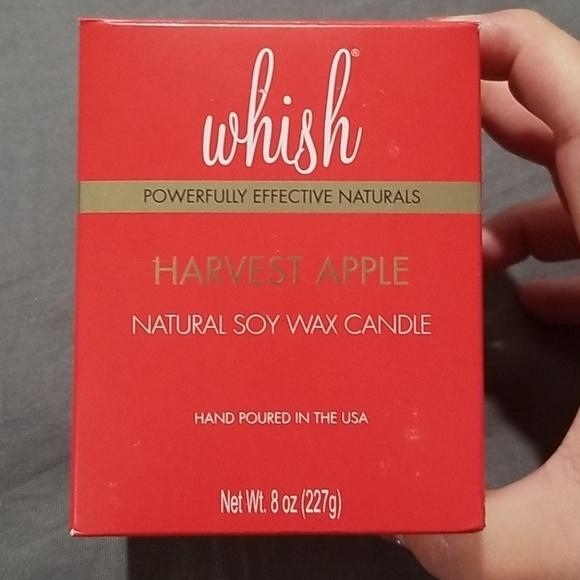 whish®
POWERFULLY EFFECTIVE NATURALS
HARVEST APPLE
NATURAL SOY WAX CANDLE
HAND POURED IN THE USA
Net Wt. 8 oz (227g)